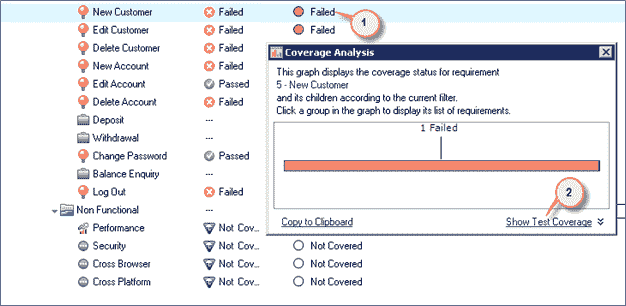 New Customer Failed Failed
1
Edit Customer Failed Failed
Delete Customer Failed
New Account Failed
Edit Account Passed
Delete Account Failed
Deposit ...
Withdrawal ...
Change Password Passed
Balance Enquiry ...
Log Out Failed
Non Functional ...
Performance Not Cov...
Security Not Cov... Not Covered
Cross Browser Not Cov... Not Covered
Cross Platform Not Cov... Not Covered
Coverage Analysis
This graph displays the coverage status for requirement
5 - New Customer
and its children according to the current filter.
Click a group in the graph to display its list of requirements.
1 Failed
2
Copy to Clipboard Show Test Coverage